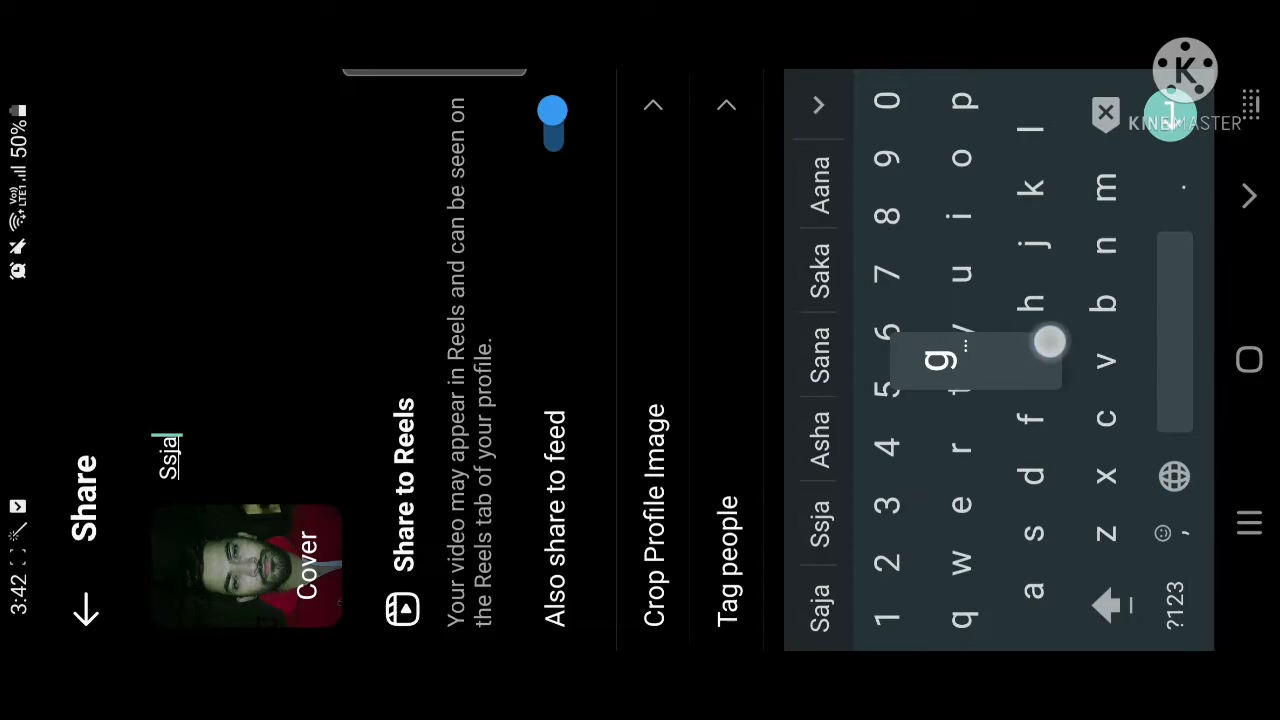 3:42
50%
Share
Ssja
Cover
Share to Reels
Your video may appear in Reels and can be seen on
the Reels tab of your profile.
Also share to feed
Crop Profile Image
Tag people
Saja Ssja Asha Sana Saka Aana
1 2 3 4 5 6 7 8 9 0
q w e r t y u i o p
g
a s d f h j k l
z x c v b n m
?123 , .
K
KINEMASTER